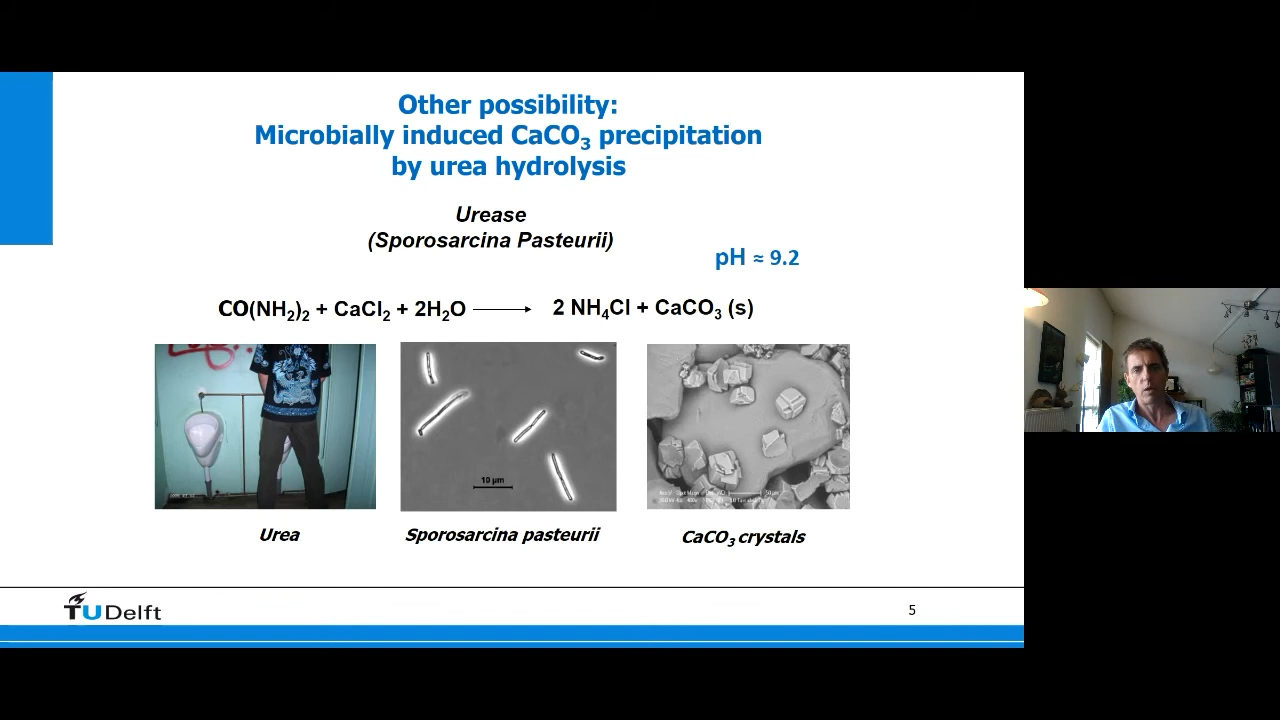 Other possibility:
Microbially induced CaCO₃ precipitation
by urea hydrolysis
Urease
(Sporosarcina Pasteurii)
pH ≈ 9.2
CO(NH₂)₂ + CaCl₂ + 2H₂O ⟶ 2 NH₄Cl + CaCO₃ (s)
10 µm
Urea
Sporosarcina pasteurii
CaCO₃ crystals
TUDelft
5